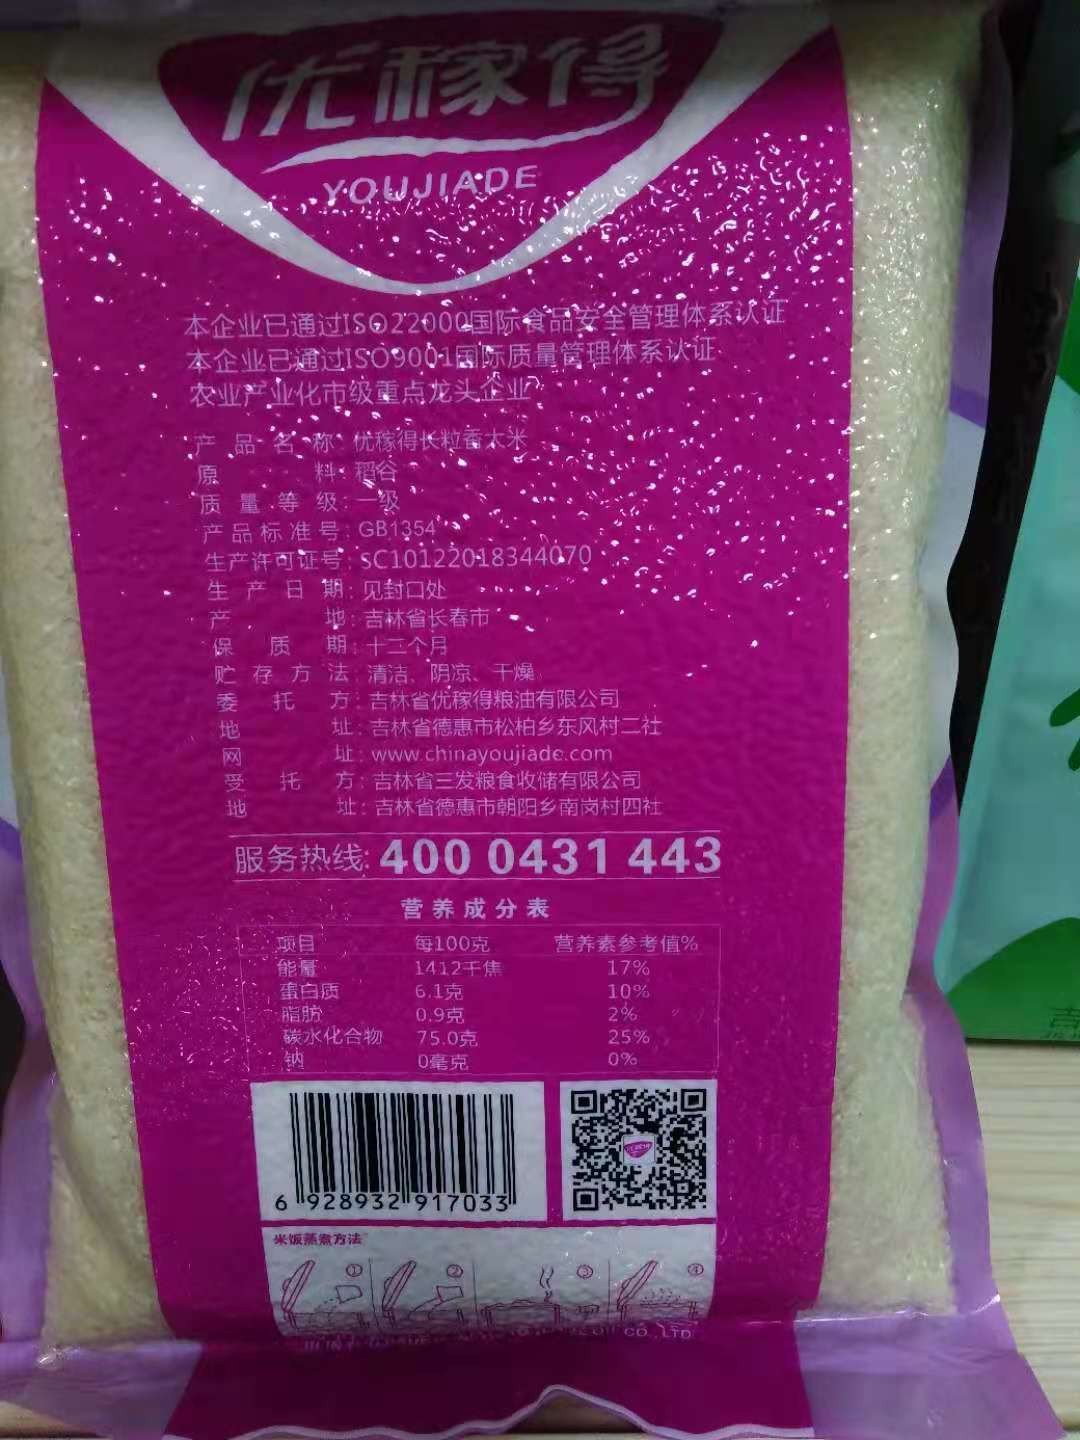 优稼得
YOUJIADE
本企业已通过ISO22000国际食品安全管理体系认证
本企业已通过ISO9001国际质量管理体系认证
农业产业化市级重点龙头企业
产品名称:优稼得长粒香大米
原料:稻谷
质量等级:一级
产品标准号:GB1354
生产许可证号:SC10122018344070
生产日期:见封口处
产地:吉林省长春市
保质期:十二个月
贮存方法:清洁、阴凉、干燥
委托方:吉林省优稼得粮油有限公司
地址:吉林省德惠市松柏乡东风村二社
网址:www.chinayoujiade.com
受托方:吉林省三发粮食收储有限公司
地址:吉林省德惠市朝阳乡南岗村四社
服务热线:400 0431 443
营养成分表
项目 每100克 营养素参考值%
能量 1412千焦 17%
蛋白质 6.1克 10%
脂肪 0.9克 2%
碳水化合物 75.0克 25%
钠 0毫克 0%
6 928932 917033
米饭蒸煮方法
① ② ③ ④
CO.,LTD